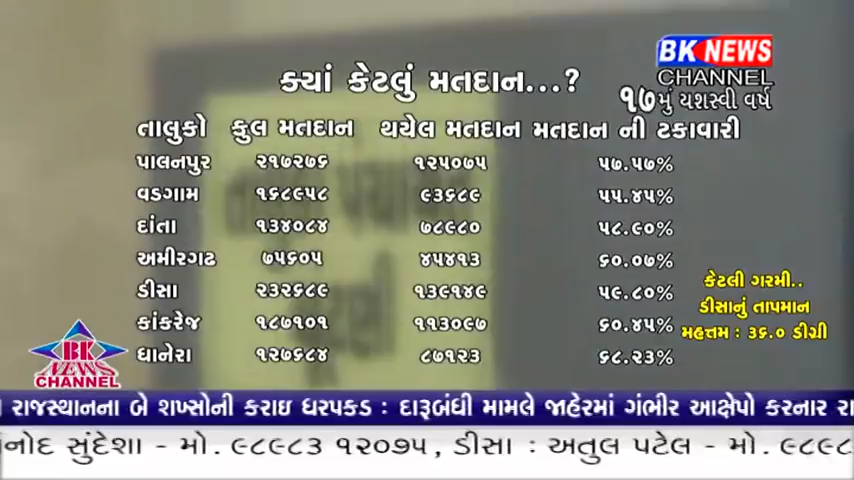 BK NEWS
CHANNEL
૧૭મું યશસ્વી વર્ષ
ક્યાં કેટલું મતદાન...?
તાલુકો કુલ મતદાન થયેલ મતદાન મતદાન ની ટકાવારી
પાલનપુર ૨૧૭૨૭૬ ૧૨૫૦૭૫ ૫૭.૫૭%
વડગામ ૧૬૮૯૫૮ ૯૩૬૮૯ ૫૫.૪૫%
દાંતા ૧૩૪૦૮૪ ૭૮૯૮૦ ૫૮.૯૦%
અમીરગઢ ૭૫૬૦૫ ૪૫૪૧૩ ૬૦.૦૭%
ડીસા ૨૩૨૬૮૯ ૧૩૯૧૪૯ ૫૯.૮૦%
કાંકરેજ ૧૮૭૧૦૧ ૧૧૩૦૯૭ ૬૦.૪૫%
ધાનેરા ૧૨૭૬૮૪ ૮૭૧૨૩ ૬૮.૨૩%
કેટલી ગરમી..
ડીસાનું તાપમાન
મહત્તમ : ૩૬.૦ ડીગ્રી
BK
NEWS
CHANNEL
રાજસ્થાનના બે શખ્સોની કરાઇ ધરપકડ : દારૂબંધી મામલે જાહેરમાં ગંભીર આક્ષેપો કરનાર રા
નોદ સુંદેશા - મો. ૯૮૯૮૩ ૧૨૦૭૫, ડીસા : અતુલ પટેલ - મો. ૯૮૯૮